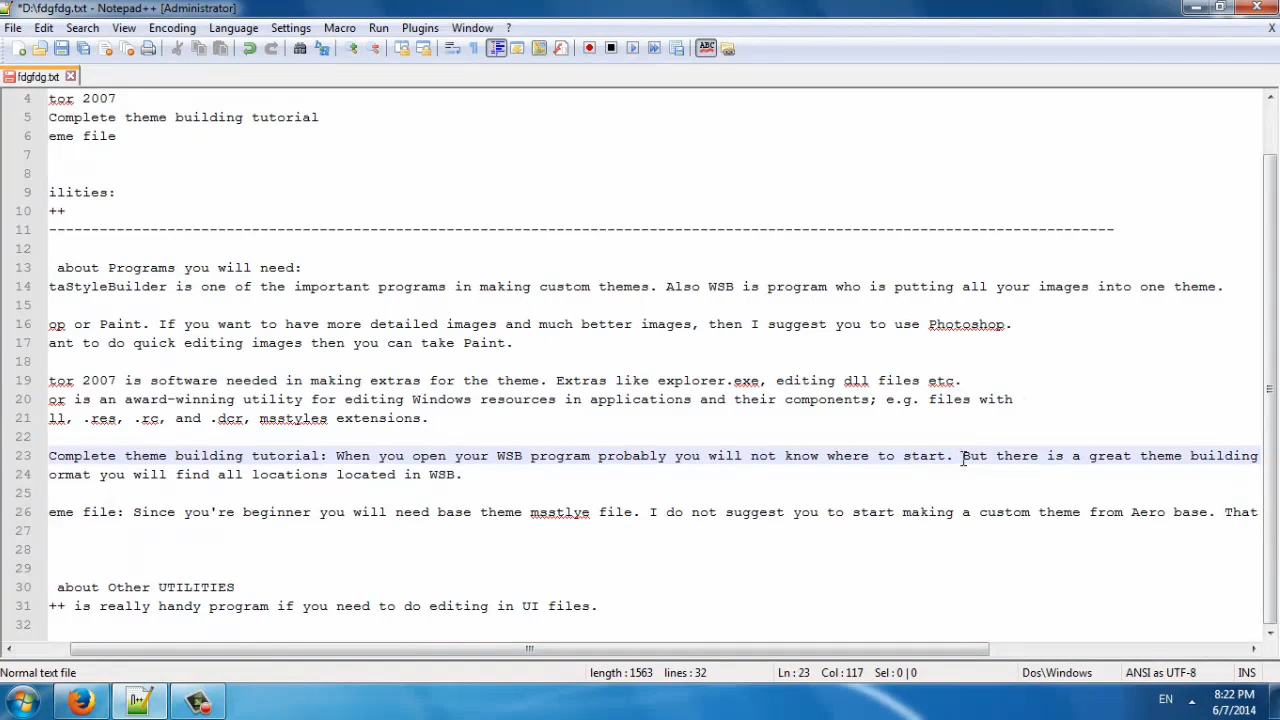 *D:\fdgfdg.txt - Notepad++ [Administrator]
File Edit Search View Encoding Language Settings Macro Run Plugins Window ? X
ABC
fdgfdg.txt
4 tor 2007
5 Complete theme building tutorial
6 eme file
7
8
9 ilities:
10 ++
11 ------------------------------------------------------------------------------------------------------------------------------
12
13 about Programs you will need:
14 taStyleBuilder is one of the important programs in making custom themes. Also WSB is program who is putting all your images into one theme.
15
16 op or Paint. If you want to have more detailed images and much better images, then I suggest you to use Photoshop.
17 ant to do quick editing images then you can take Paint.
18
19 tor 2007 is software needed in making extras for the theme. Extras like explorer.exe, editing dll files etc.
20 or is an award-winning utility for editing Windows resources in applications and their components; e.g. files with
21 ll, .res, .rc, and .dcr, msstyles extensions.
22
23 Complete theme building tutorial: When you open your WSB program probably you will not know where to start. But there is a great theme building
24 ormat you will find all locations located in WSB.
25
26 eme file: Since you're beginner you will need base theme msstlye file. I do not suggest you to start making a custom theme from Aero base. That
27
28
29
30 about Other UTILITIES
31 ++ is really handy program if you need to do editing in UI files.
32
Normal text file length : 1563 lines : 32 Ln : 23 Col : 117 Sel : 0 | 0 Dos\Windows ANSI as UTF-8 INS
EN 8:22 PM
6/7/2014